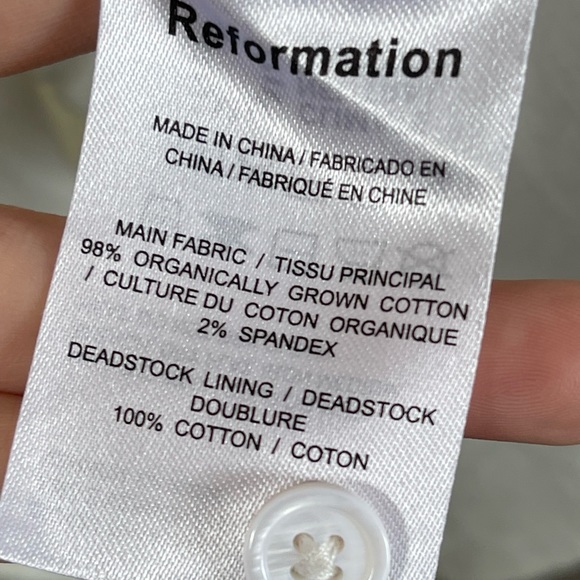 Reformation
MADE IN CHINA / FABRICADO EN
CHINA / FABRIQUÉ EN CHINE
MAIN FABRIC / TISSU PRINCIPAL
98% ORGANICALLY GROWN COTTON
/ CULTURE DU COTON ORGANIQUE
2% SPANDEX
DEADSTOCK LINING / DEADSTOCK
DOUBLURE
100% COTTON / COTON